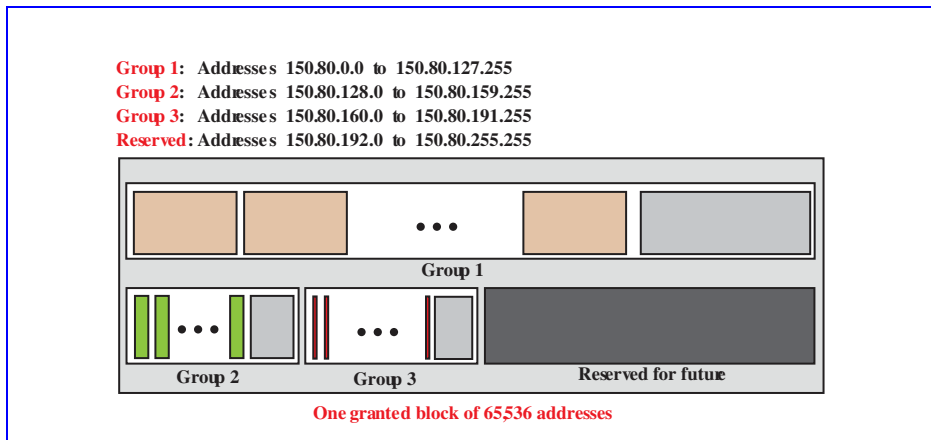 Group 1: Addresses 150.80.0.0 to 150.80.127.255
Group 2: Addresses 150.80.128.0 to 150.80.159.255
Group 3: Addresses 150.80.160.0 to 150.80.191.255
Reserved: Addresses 150.80.192.0 to 150.80.255.255
Group 1
Group 2
Group 3
Reserved for future
One granted block of 65,536 addresses